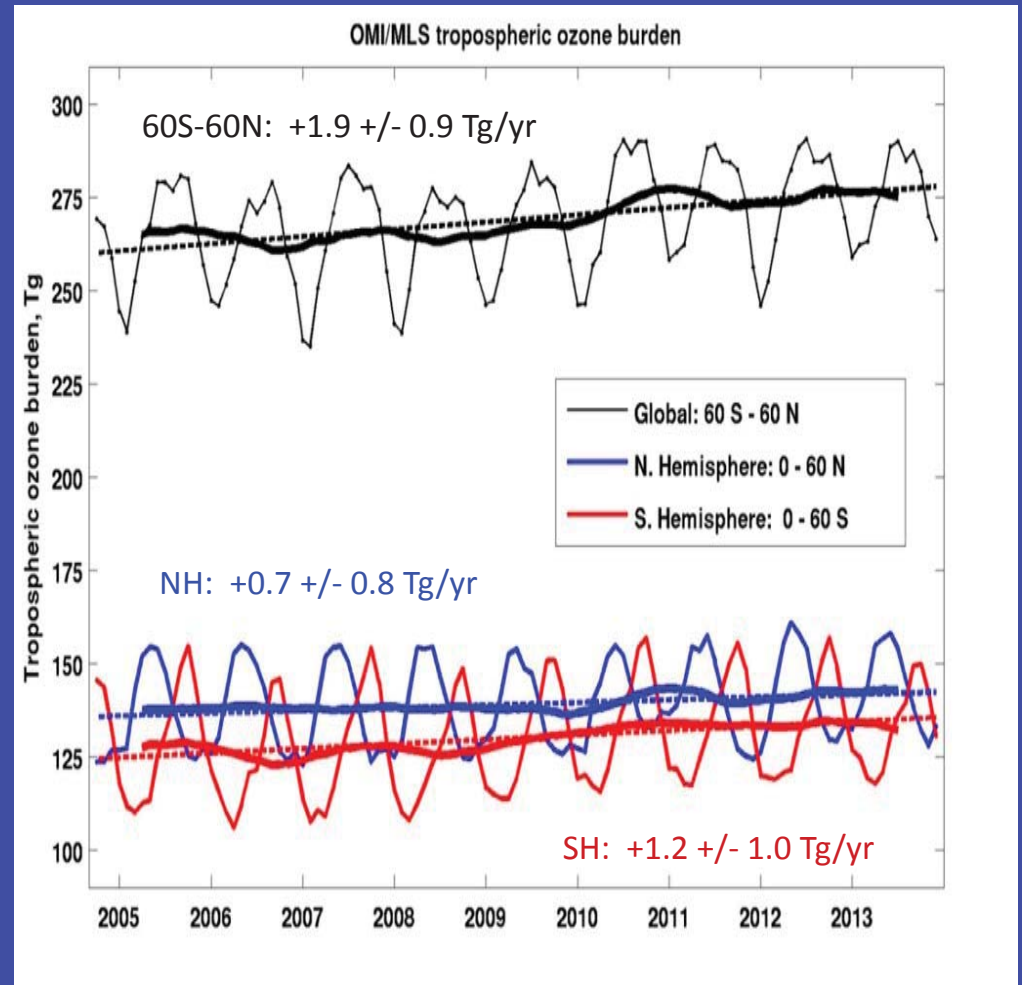 OMI/MLS tropospheric ozone burden
300
60S-60N: +1.9 +/- 0.9 Tg/yr
275
250
225
Global: 60 S - 60 N
N. Hemisphere: 0 - 60 N
200
S. Hemisphere: 0 - 60 S
175
NH: +0.7 +/- 0.8 Tg/yr
150
125
SH: +1.2 +/- 1.0 Tg/yr
100
Tropospheric ozone burden, Tg
2005 2006 2007 2008 2009 2010 2011 2012 2013